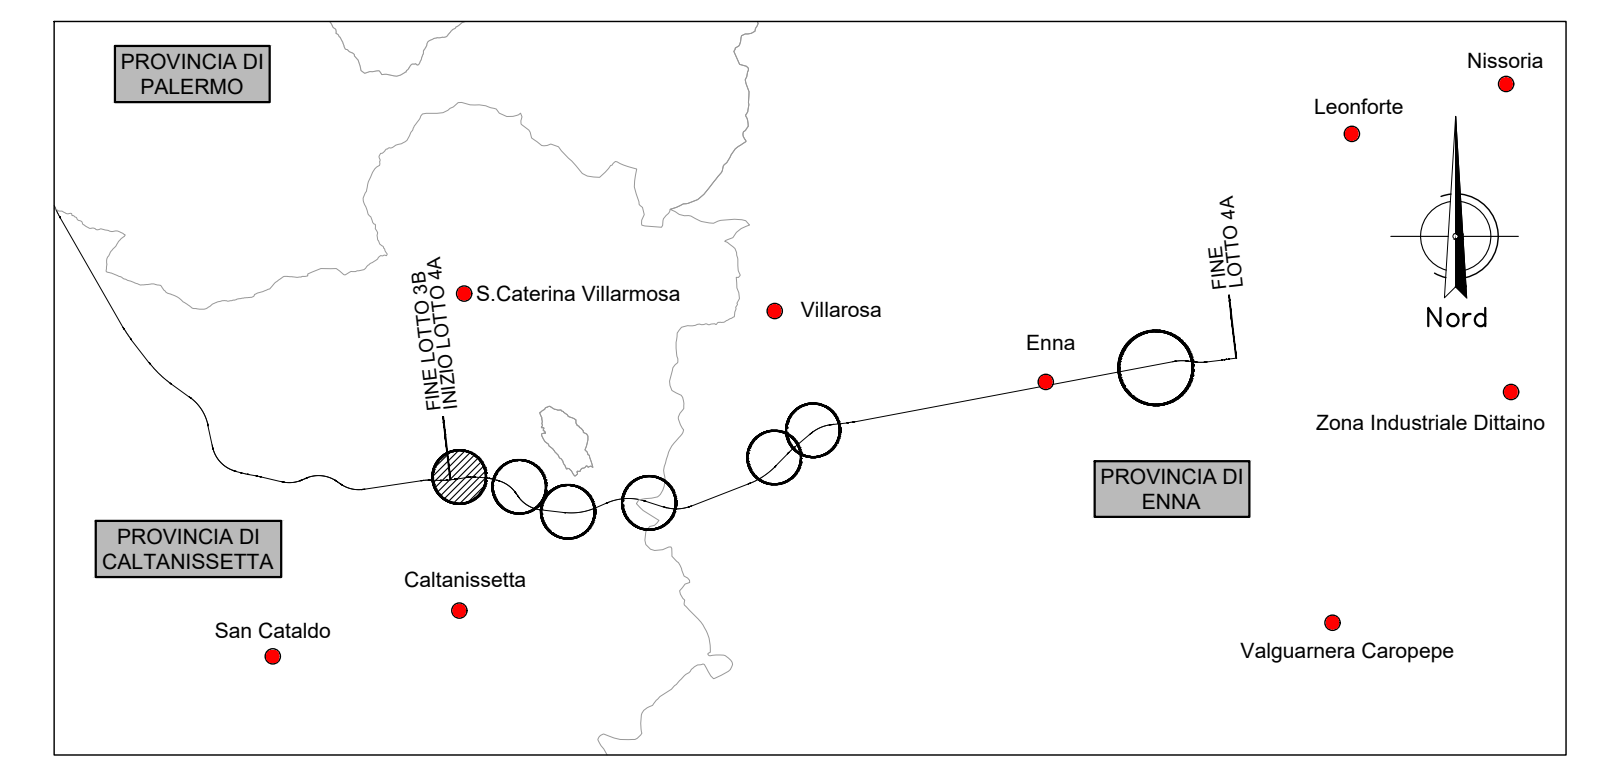 PROVINCIA DI
PALERMO
Nissoria
Leonforte
FINE
LOTTO 4A
FINE LOTTO 3B
INIZIO LOTTO 4A
S.Caterina Villarmosa
Villarosa
Nord
Enna
Zona Industriale Dittaino
PROVINCIA DI
ENNA
PROVINCIA DI
CALTANISSETTA
Caltanissetta
San Cataldo
Valguarnera Caropepe